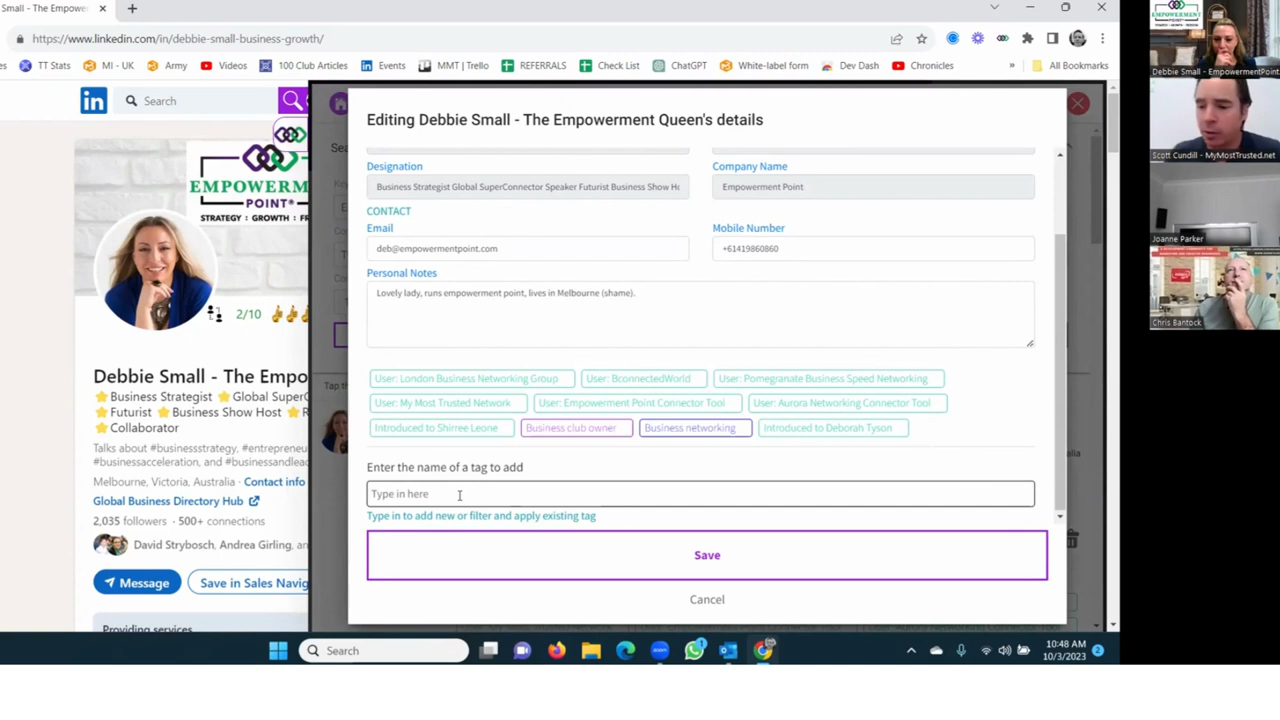 Small - The Empower
https://www.linkedin.com/in/debbie-small-business-growth/
TT Stats
MI - UK
Army
Videos
100 Club Articles
Events
MMT | Trello
REFERRALS
Check List
ChatGPT
White-label form
Dev Dash
Chronicles
»
All Bookmarks
in
Search
EMPOWERM
POINT®
STRATEGY : GROWTH : FR
2/10
Debbie Small - The Empo
Business Strategist Global SuperC
Futurist Business Show Host R
Collaborator
Talks about #businessstrategy, #entreprene
#businessacceleration, and #businessandlea
Melbourne, Victoria, Australia · Contact info
Global Business Directory Hub
2,035 followers · 500+ connections
David Strybosch, Andrea Girling, an
Message
Save in Sales Navig
Providing services
Editing Debbie Small - The Empowerment Queen's details
Designation
Company Name
Business Strategist Global SuperConnector Speaker Futurist Business Show Ho
Empowerment Point
CONTACT
Email
Mobile Number
deb@empowermentpoint.com
+61419860860
Personal Notes
Lovely lady, runs empowerment point, lives in Melbourne (shame).
User: London Business Networking Group
User: BconnectedWorld
User: Pomegranate Business Speed Networking
User: My Most Trusted Network
User: Empowerment Point Connector Tool
User: Aurora Networking Connector Tool
Introduced to Shirree Leone
Business club owner
Business networking
Introduced to Deborah Tyson
Enter the name of a tag to add
Type in here
Type in to add new or filter and apply existing tag
Save
Cancel
Search
10:48 AM
10/3/2023
2
EMPOWERMENT
POINT
Debbie Small - EmpowermentPoint
Scott Cundill - MyMostTrusted.net
Joanne Parker
Chris Bantock